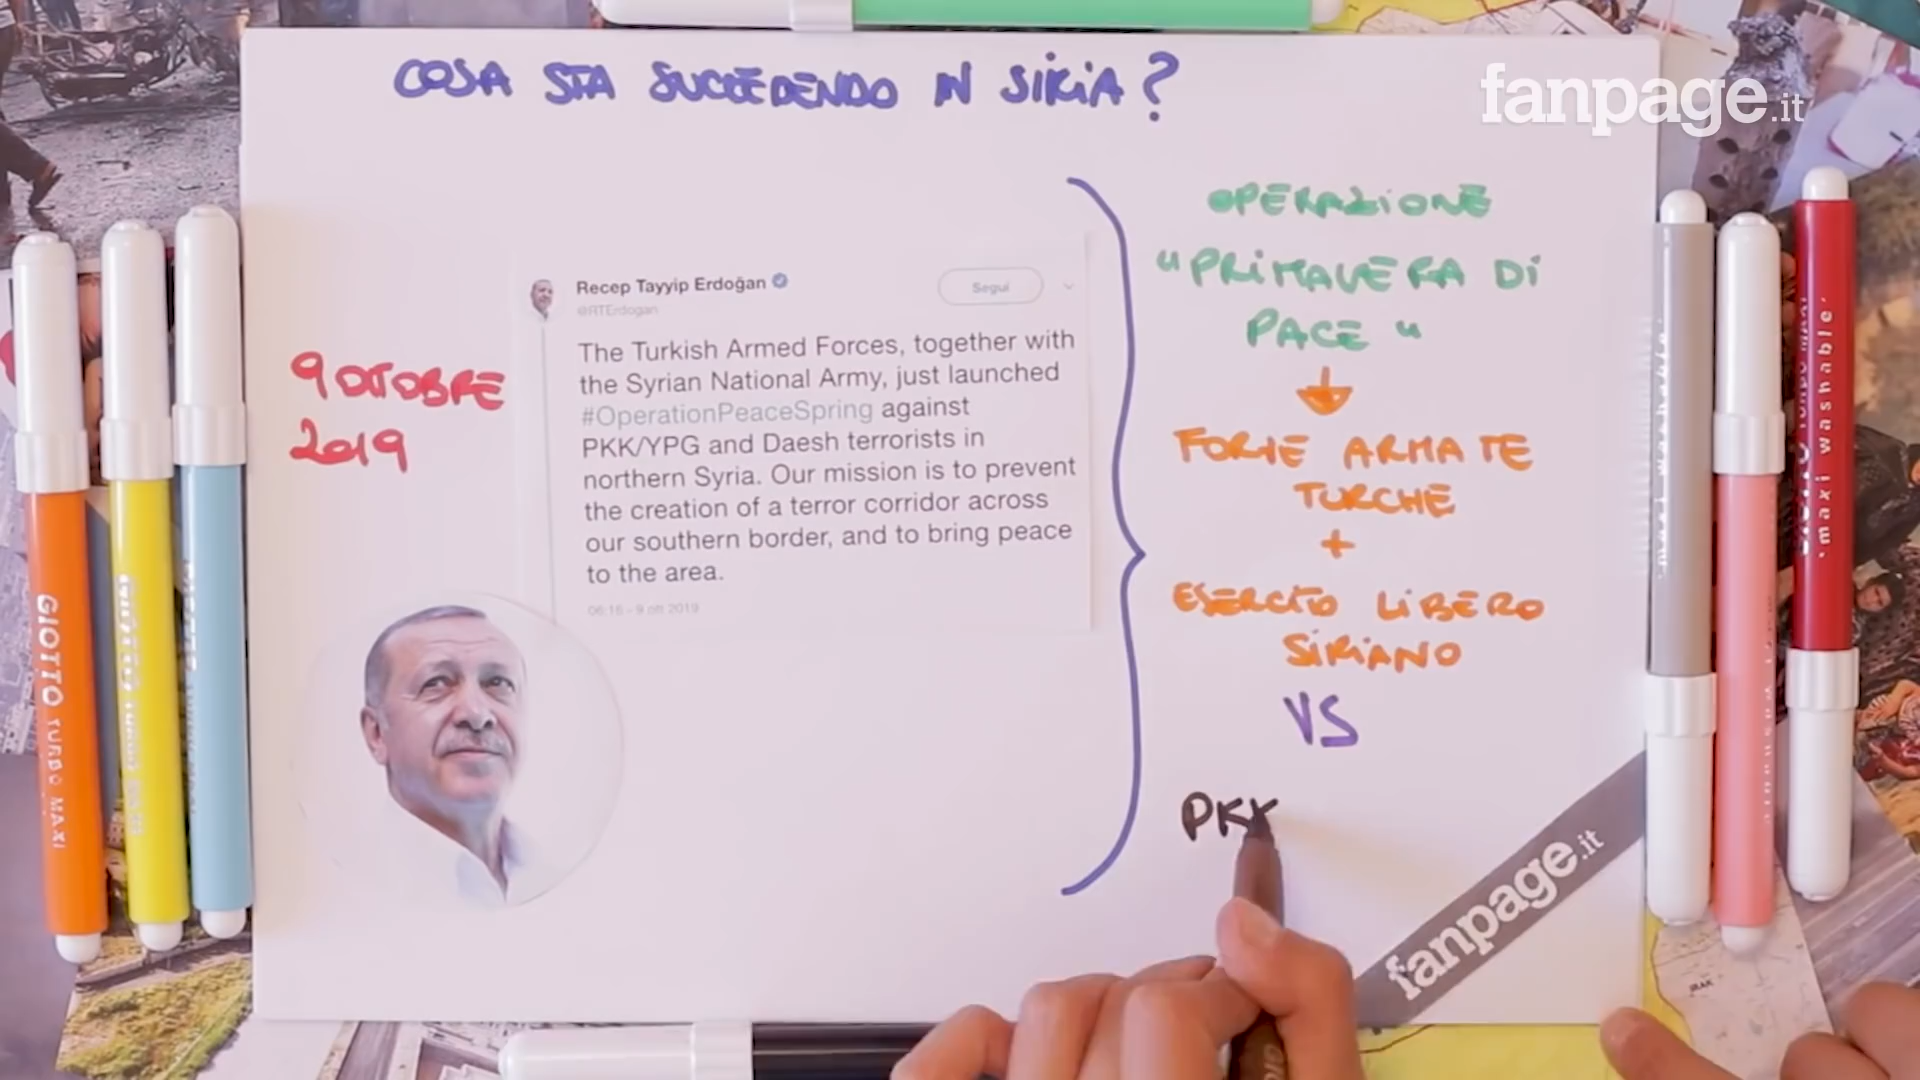 COSA STA SUCCEDENDO IN SIRIA?
fanpage.it
9 OTTOBRE
2019
Recep Tayyip Erdoğan
@RTErdogan
Segui
The Turkish Armed Forces, together with
the Syrian National Army, just launched
#OperationPeaceSpring against
PKK/YPG and Daesh terrorists in
northern Syria. Our mission is to prevent
the creation of a terror corridor across
our southern border, and to bring peace
to the area.
06:16 - 9 ott 2019
OPERAZIONE
"PRIMAVERA DI
PACE"
FORZE ARMATE
TURCHE
+
ESERCITO LIBERO
SIRIANO
VS
PKK
fanpage.it
GIOTTO TURBO MAXI
maxi washable
IRAK